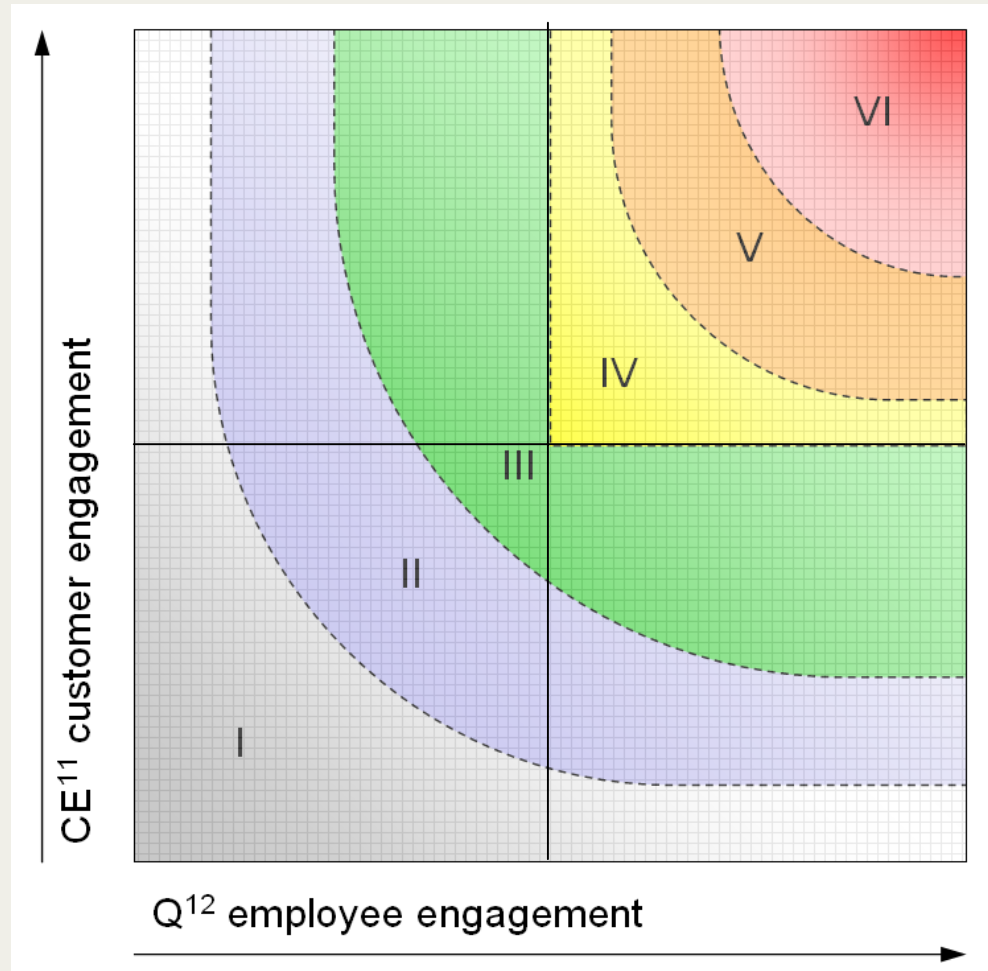 VI
V
IV
III
II
I
CE¹¹ customer engagement
Q¹² employee engagement